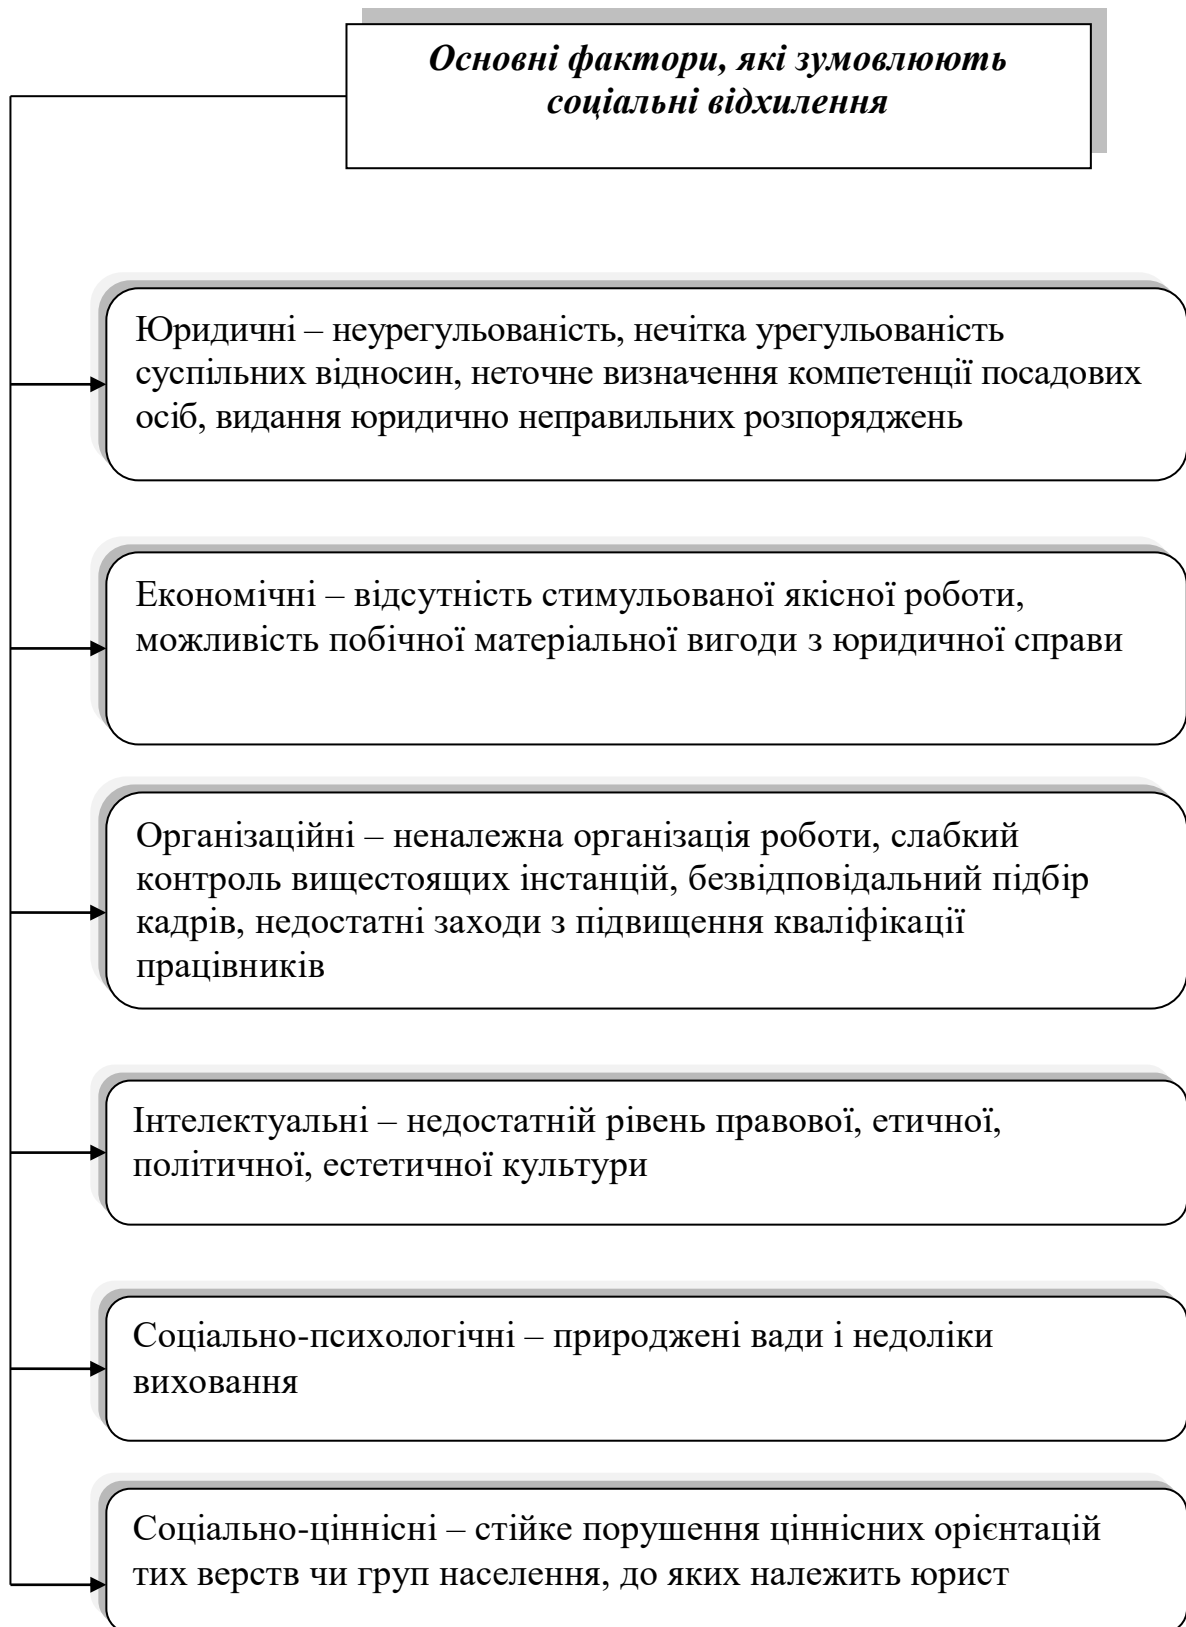 Основні фактори, які зумовлюють
соціальні відхилення
Юридичні – неурегульованість, нечітка урегульованість
суспільних відносин, неточне визначення компетенції посадових
осіб, видання юридично неправильних розпоряджень
Економічні – відсутність стимульованої якісної роботи,
можливість побічної матеріальної вигоди з юридичної справи
Організаційні – неналежна організація роботи, слабкий
контроль вищестоящих інстанцій, безвідповідальний підбір
кадрів, недостатні заходи з підвищення кваліфікації
працівників
Інтелектуальні – недостатній рівень правової, етичної,
політичної, естетичної культури
Соціально-психологічні – природжені вади і недоліки
виховання
Соціально-ціннісні – стійке порушення ціннісних орієнтацій
тих верств чи груп населення, до яких належить юрист